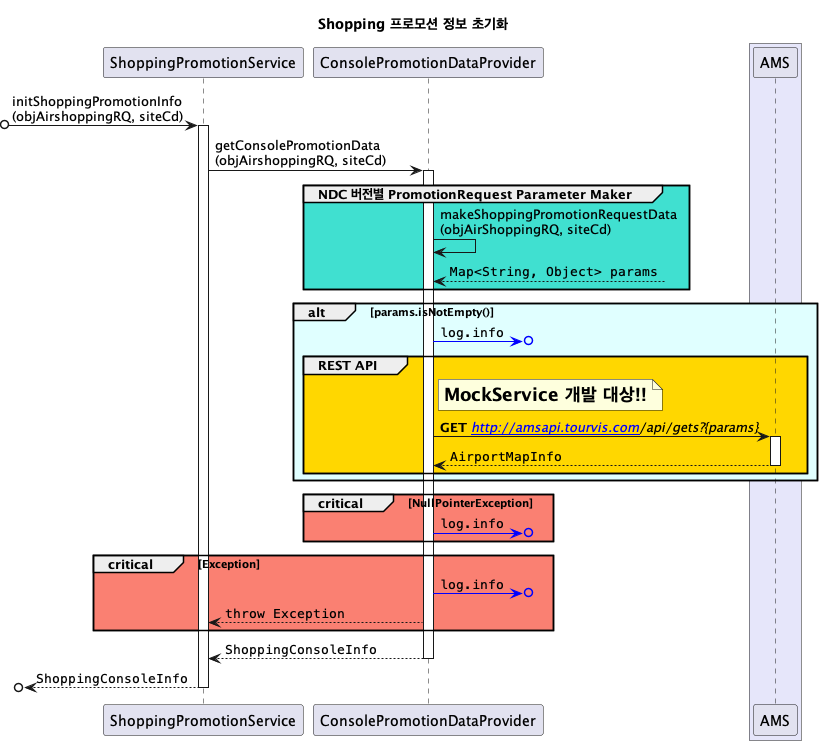 Shopping 프로모션 정보 초기화
ShoppingPromotionService
ConsolePromotionDataProvider
AMS
initShoppingPromotionInfo
(objAirshoppingRQ, siteCd)
getConsolePromotionData
(objAirshoppingRQ, siteCd)
NDC 버전별 PromotionRequest Parameter Maker
makeShoppingPromotionRequestData
(objAirShoppingRQ, siteCd)
Map<String, Object> params
alt
[params.isNotEmpty()]
log.info
REST API
MockService 개발 대상!!
GET http://amsapi.tourvis.com/api/gets?{params}
AirportMapInfo
critical
[NullPointerException]
log.info
critical
[Exception]
log.info
throw Exception
ShoppingConsoleInfo
ShoppingConsoleInfo
ShoppingPromotionService
ConsolePromotionDataProvider
AMS